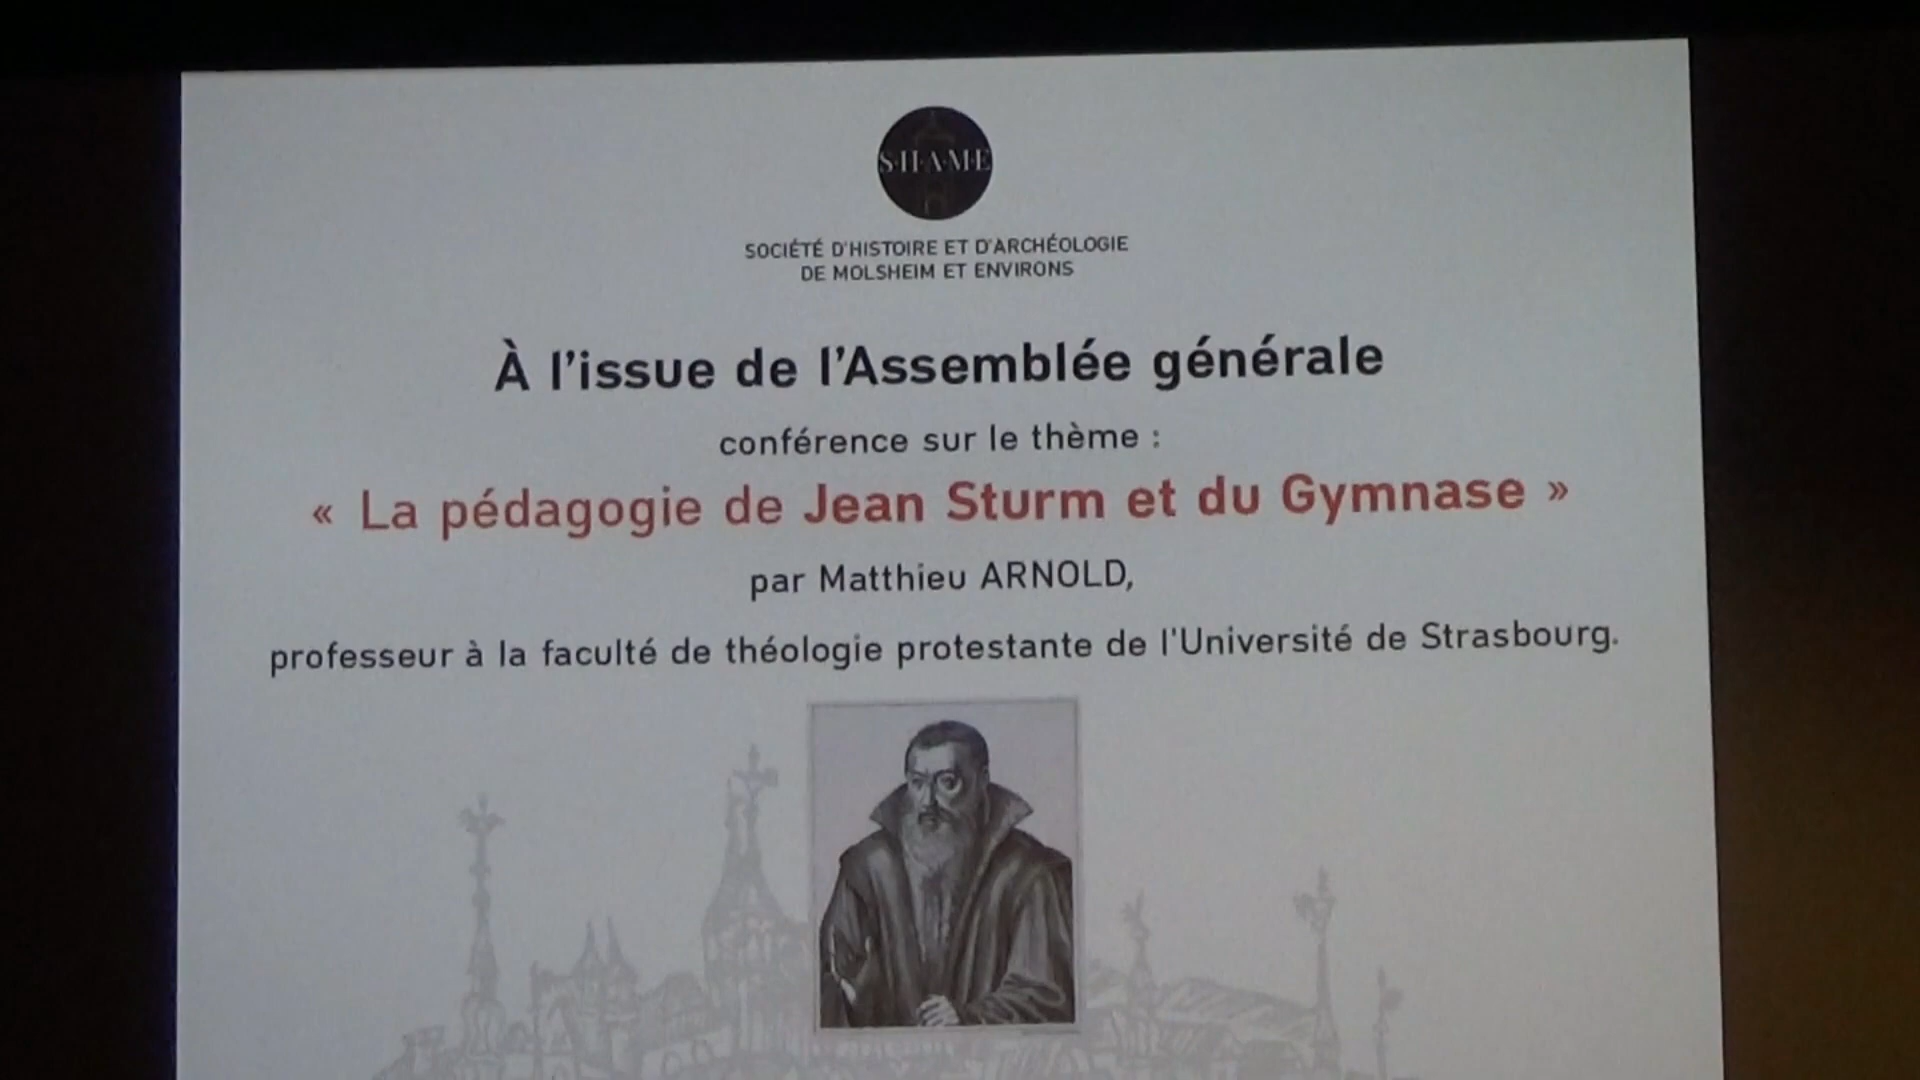 S·H·A·M·E
SOCIÉTÉ D'HISTOIRE ET D'ARCHÉOLOGIE
DE MOLSHEIM ET ENVIRONS
À l'issue de l'Assemblée générale
conférence sur le thème :
« La pédagogie de Jean Sturm et du Gymnase »
par Matthieu ARNOLD,
professeur à la faculté de théologie protestante de l'Université de Strasbourg.